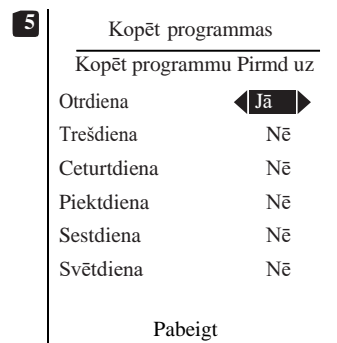 5
Kopēt programmas
Kopēt programmu Pirmd uz
Otrdiena Jā
Trešdiena Nē
Ceturtdiena Nē
Piektdiena Nē
Sestdiena Nē
Svētdiena Nē
Pabeigt